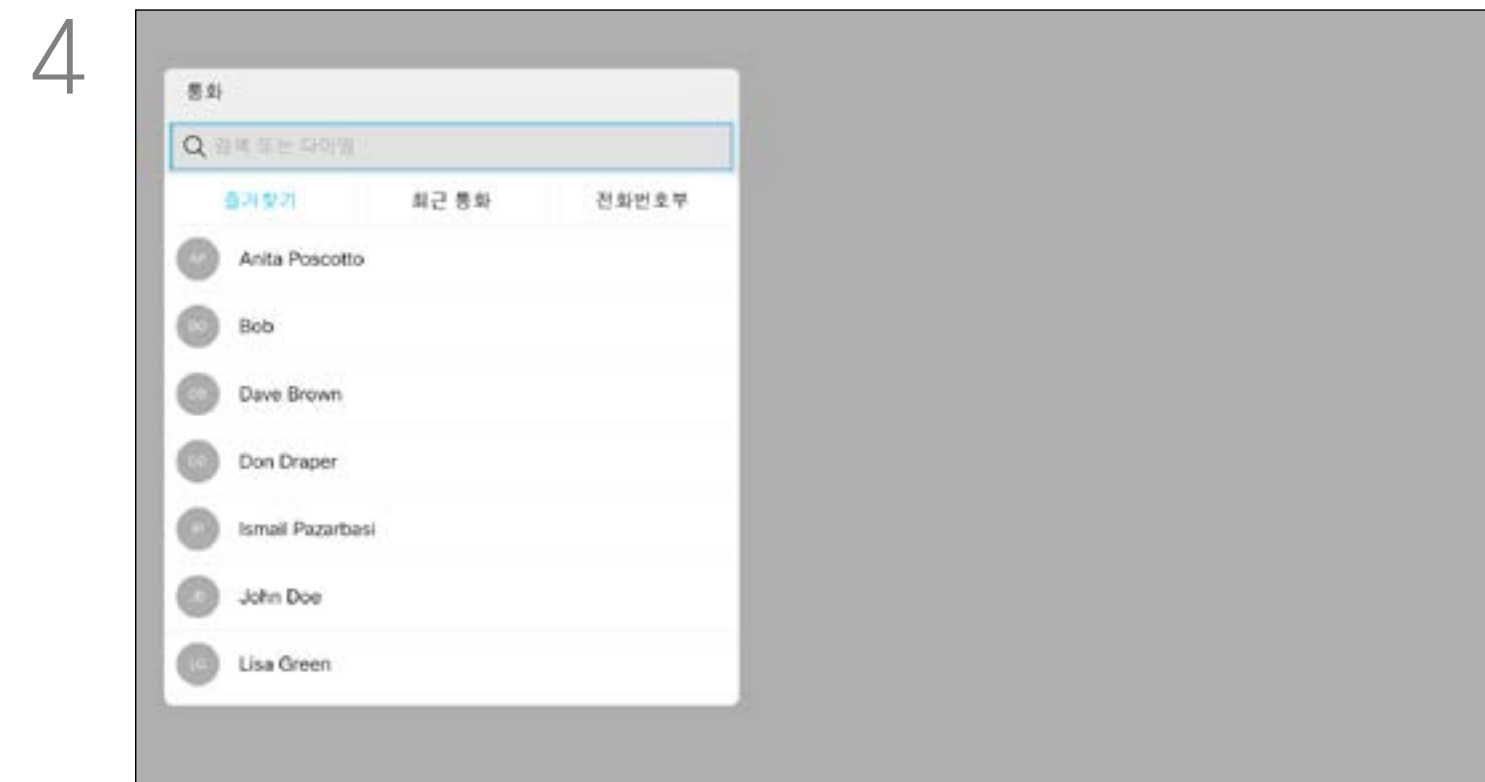 4
통화
검색 또는 다이얼
즐겨찾기 최근 통화 전화번호부
Anita Poscotto
Bob
Dave Brown
Don Draper
Ismail Pazarbasi
John Doe
Lisa Green